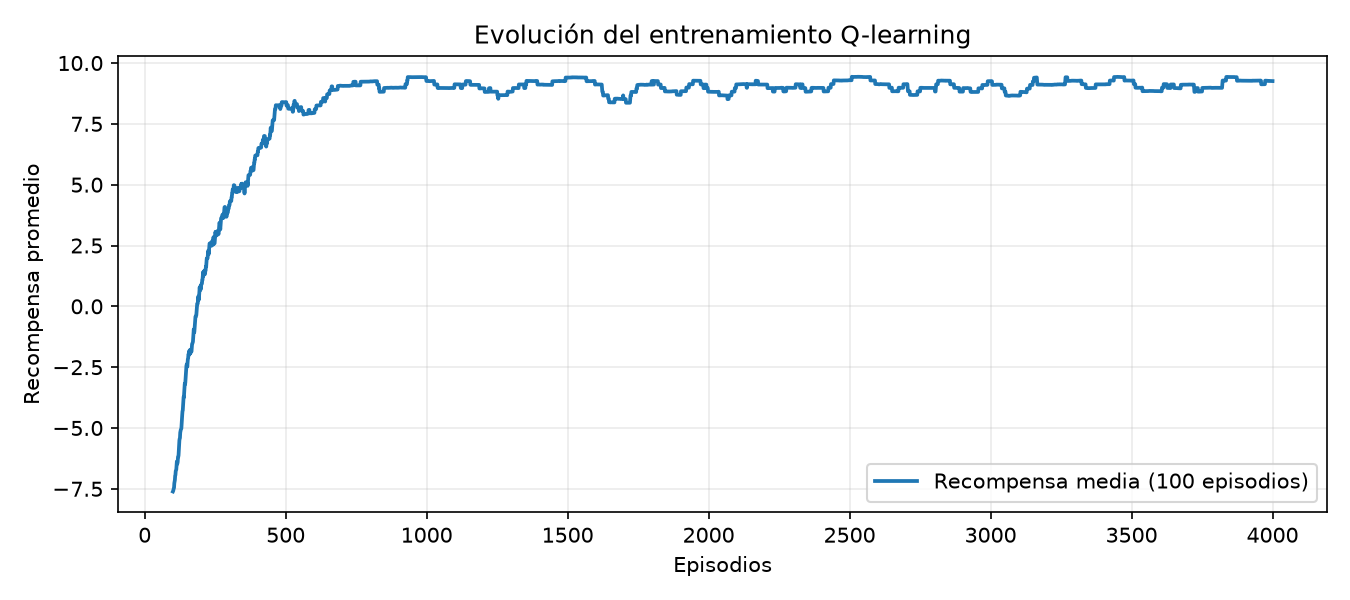 Evolución del entrenamiento Q-learning
Recompensa promedio
10.0
7.5
5.0
2.5
0.0
−2.5
−5.0
−7.5
Recompensa media (100 episodios)
0 500 1000 1500 2000 2500 3000 3500 4000
Episodios